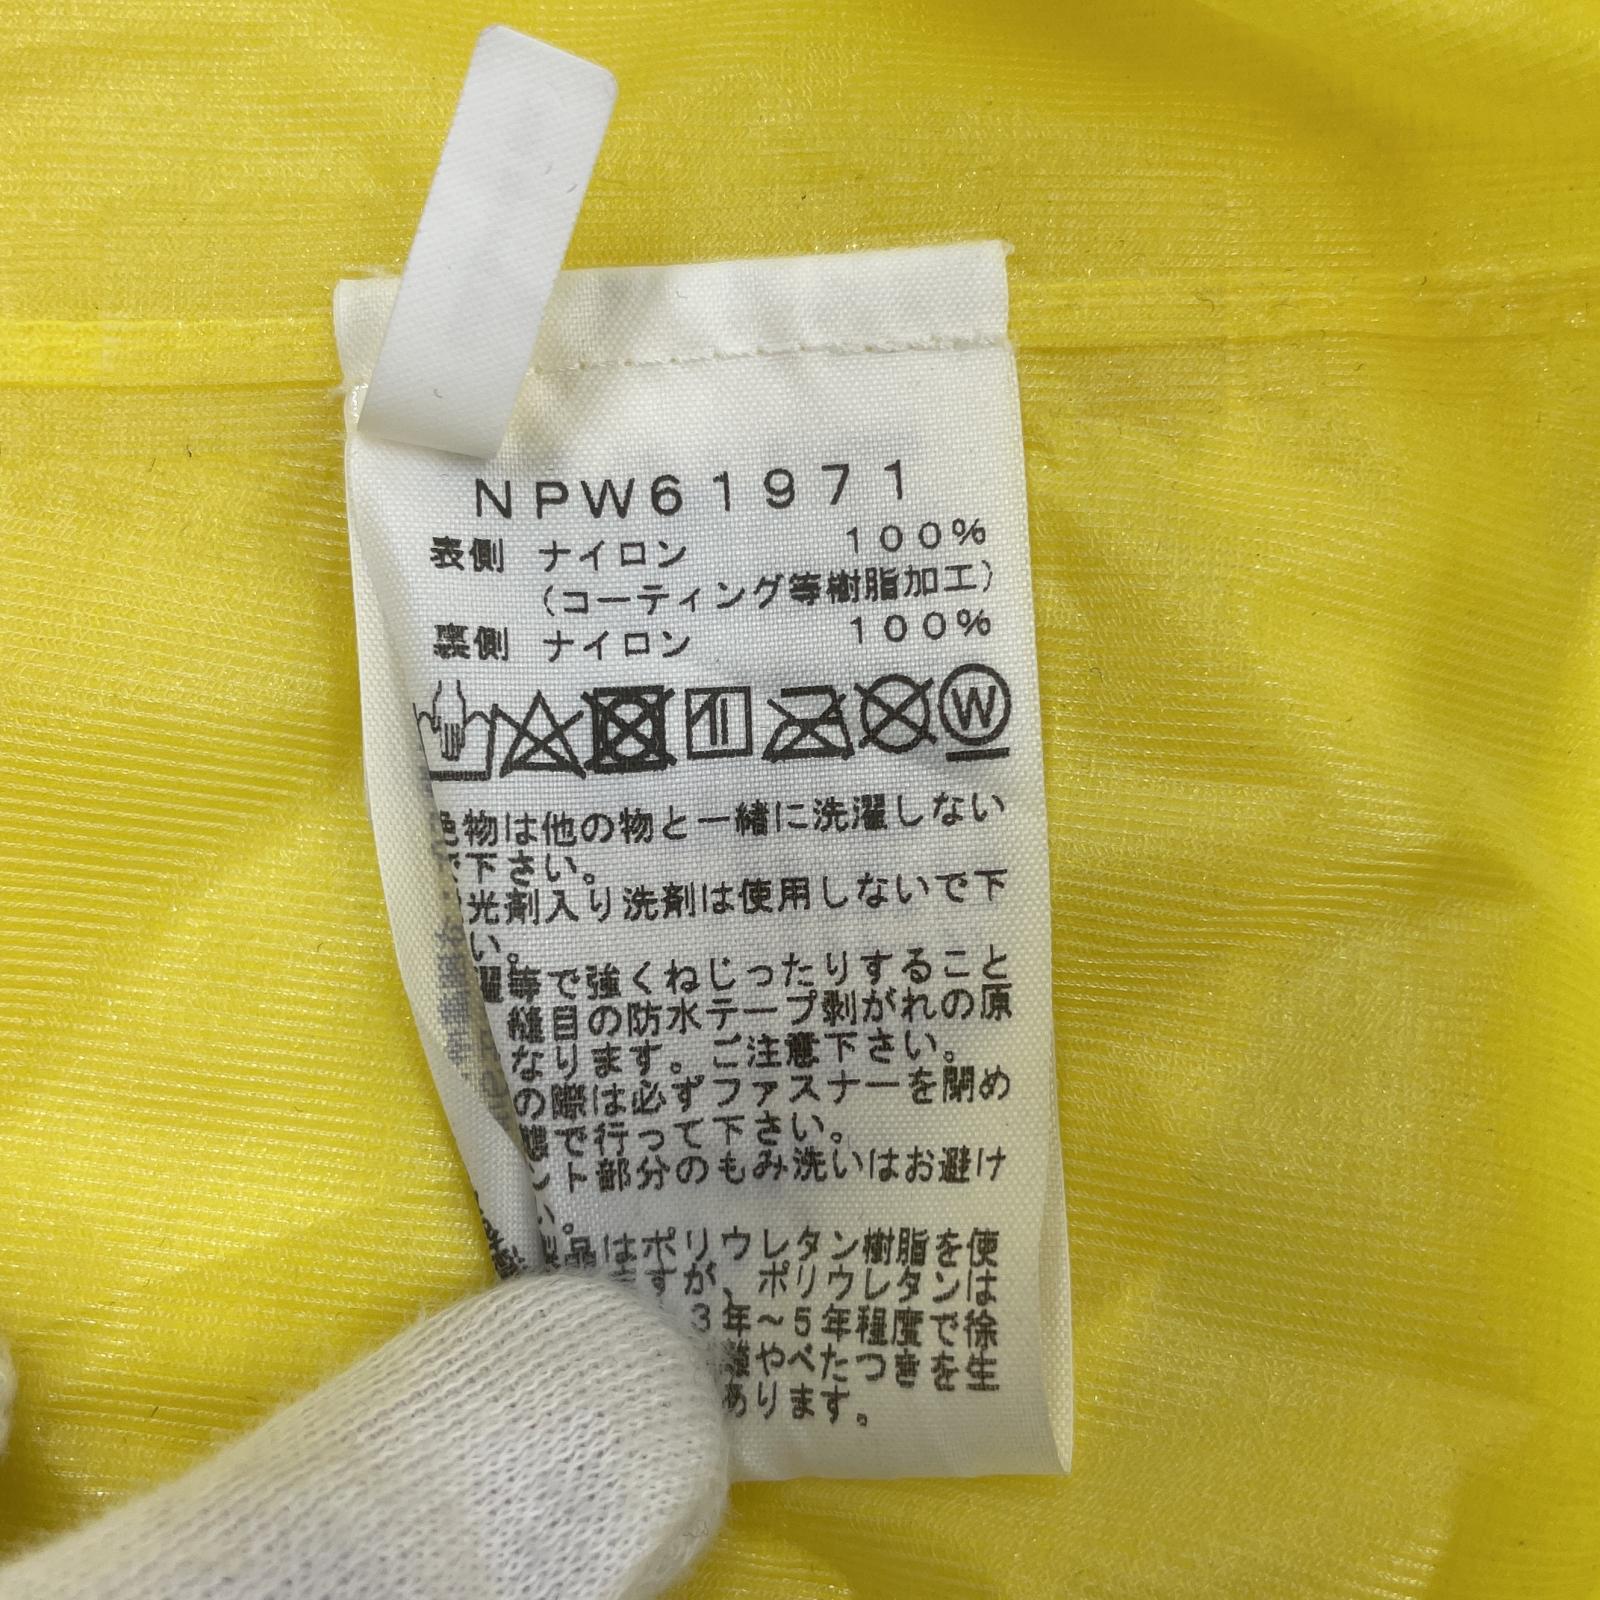 NPW61971
表側 ナイロン 100%
(コーティング等樹脂加工)
裏側 ナイロン 100%
W
色物は他の物と一緒に洗濯しない
で下さい。
光剤入り洗剤は使用しないで下
い。
濯等で強くねじったりすること
縫目の防水テープ剥がれの原
なります。ご注意下さい。
の際は必ずファスナーを閉め
態で行って下さい。
ント部分のもみ洗いはお避け
い。
製品はポリウレタン樹脂を使
ますが、ポリウレタンは
3年～5年程度で徐
やべたつきを生
あります。